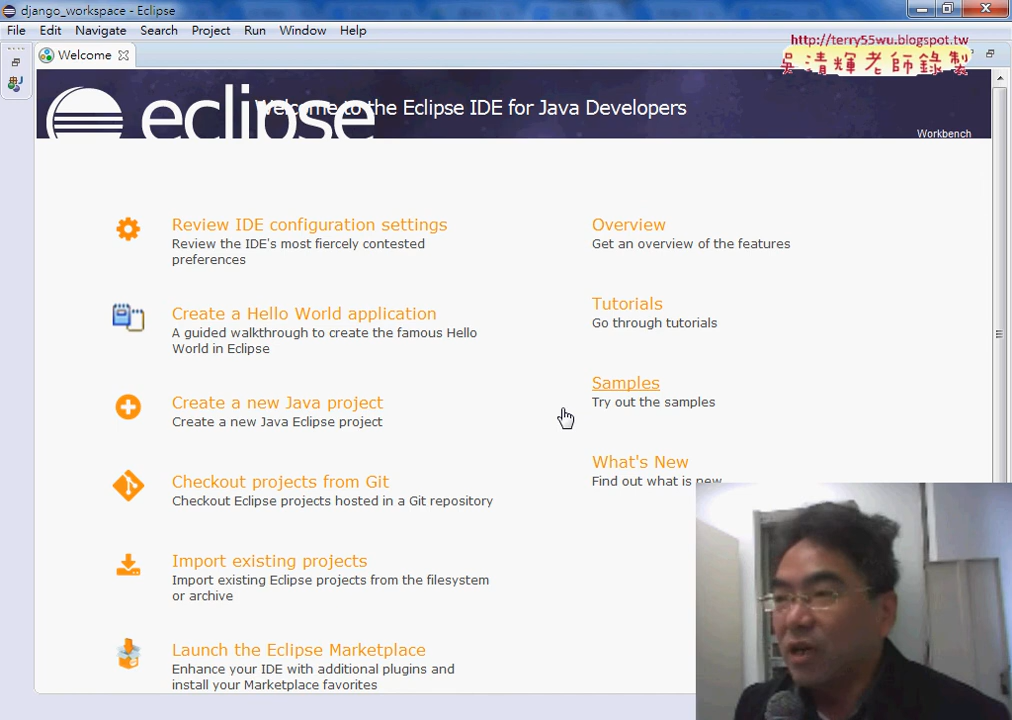 django_workspace - Eclipse
File Edit Navigate Search Project Run Window Help
http://terry55wu.blogspot.tw
吳清輝老師錄製
Welcome
eclipse
Welcome to the Eclipse IDE for Java Developers
Workbench
Review IDE configuration settings
Review the IDE's most fiercely contested
preferences
Create a Hello World application
A guided walkthrough to create the famous Hello
World in Eclipse
Create a new Java project
Create a new Java Eclipse project
Checkout projects from Git
Checkout Eclipse projects hosted in a Git repository
Import existing projects
Import existing Eclipse projects from the filesystem
or archive
Launch the Eclipse Marketplace
Enhance your IDE with additional plugins and
install your Marketplace favorites
Overview
Get an overview of the features
Tutorials
Go through tutorials
Samples
Try out the samples
What's New
Find out what is new